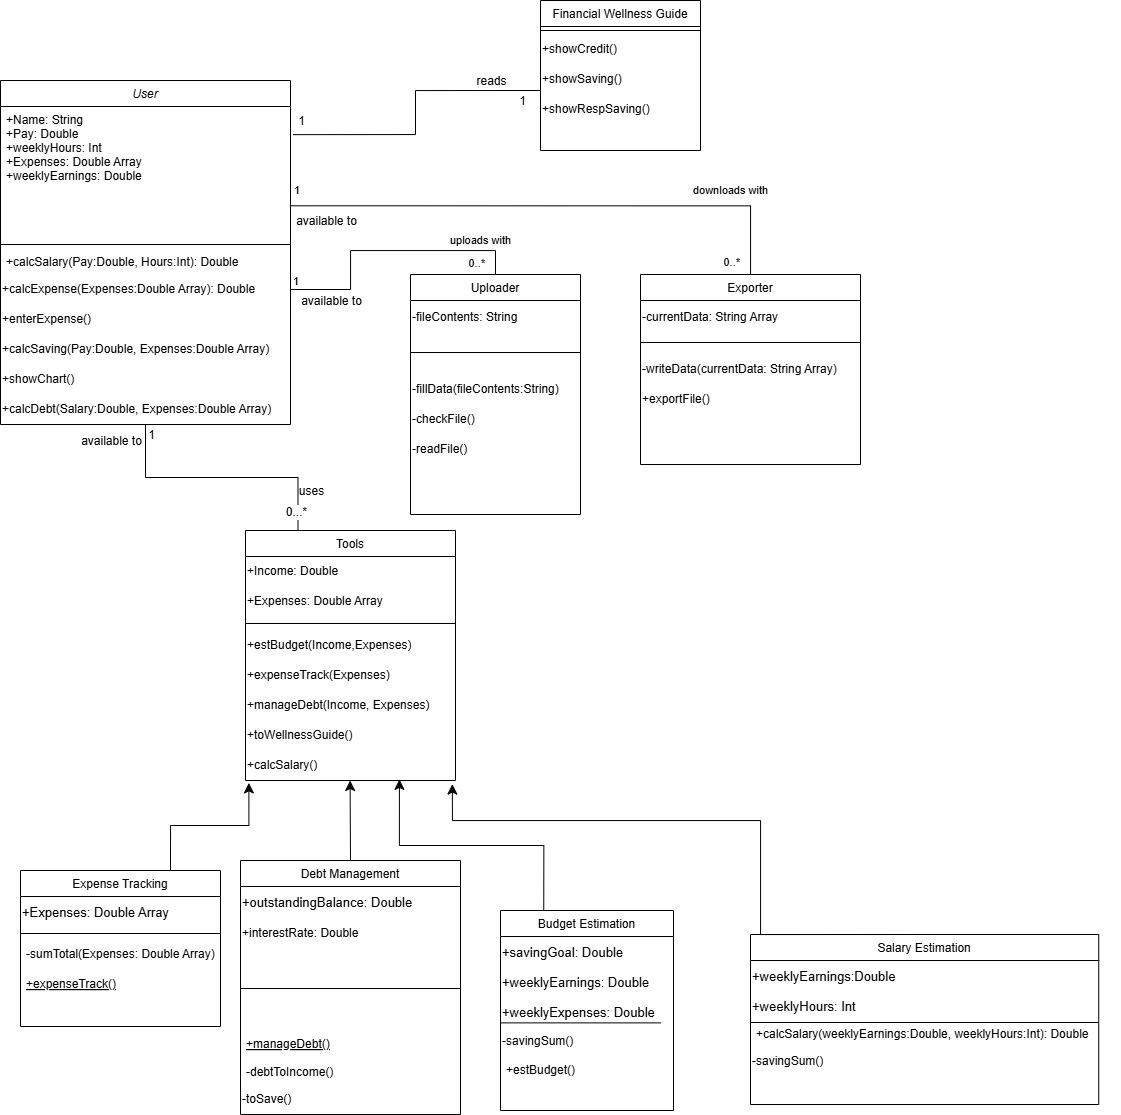 Financial Wellness Guide
+showCredit()
+showSaving()
+showRespSaving()
reads
1
1
User
+Name: String
+Pay: Double
+weeklyHours: Int
+Expenses: Double Array
+weeklyEarnings: Double
+calcSalary(Pay:Double, Hours:Int): Double
+calcExpense(Expenses:Double Array): Double
+enterExpense()
+calcSaving(Pay:Double, Expenses:Double Array)
+showChart()
+calcDebt(Salary:Double, Expenses:Double Array)
1
downloads with
available to
0..*
uploads with
0..*
1
available to
Uploader
-fileContents: String
-fillData(fileContents:String)
-checkFile()
-readFile()
Exporter
-currentData: String Array
-writeData(currentData: String Array)
+exportFile()
available to
1
uses
0...*
Tools
+Income: Double
+Expenses: Double Array
+estBudget(Income,Expenses)
+expenseTrack(Expenses)
+manageDebt(Income, Expenses)
+toWellnessGuide()
+calcSalary()
Expense Tracking
+Expenses: Double Array
-sumTotal(Expenses: Double Array)
+expenseTrack()
Debt Management
+outstandingBalance: Double
+interestRate: Double
+manageDebt()
-debtToIncome()
-toSave()
Budget Estimation
+savingGoal: Double
+weeklyEarnings: Double
+weeklyExpenses: Double
-savingSum()
+estBudget()
Salary Estimation
+weeklyEarnings:Double
+weeklyHours: Int
+calcSalary(weeklyEarnings:Double, weeklyHours:Int): Double
-savingSum()